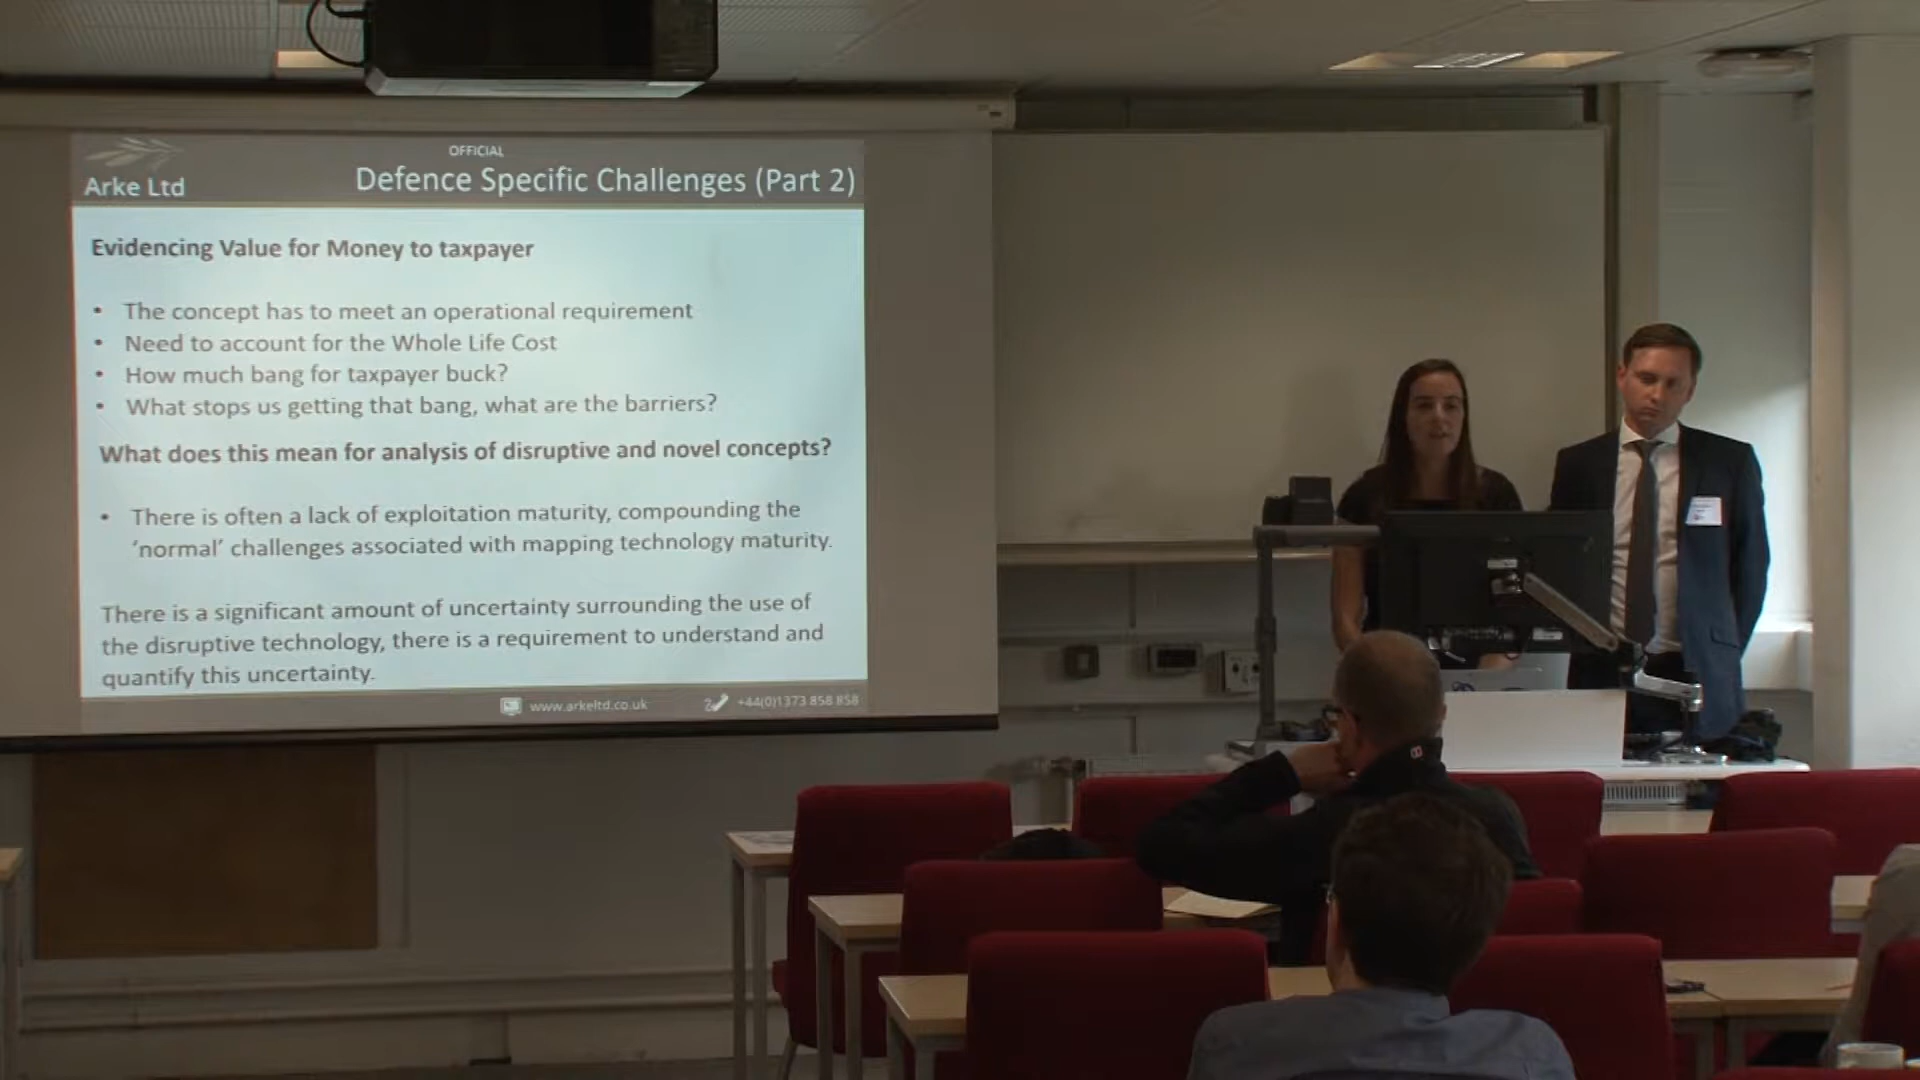 OFFICIAL
Arke Ltd
Defence Specific Challenges (Part 2)
Evidencing Value for Money to taxpayer
• The concept has to meet an operational requirement
• Need to account for the Whole Life Cost
• How much bang for taxpayer buck?
• What stops us getting that bang, what are the barriers?
What does this mean for analysis of disruptive and novel concepts?
• There is often a lack of exploitation maturity, compounding the
‘normal’ challenges associated with mapping technology maturity.
There is a significant amount of uncertainty surrounding the use of
the disruptive technology, there is a requirement to understand and
quantify this uncertainty.
www.arkeltd.co.uk
+44(0)1373 858 858